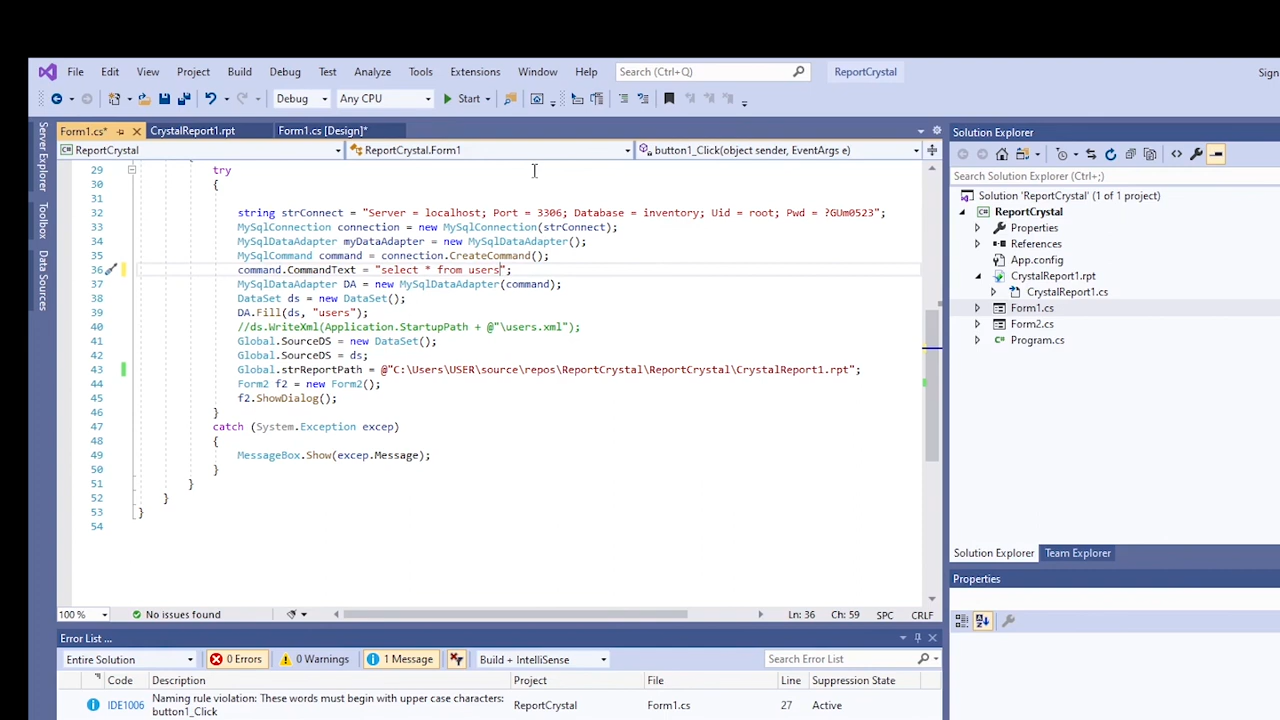 File Edit View Project Build Debug Test Analyze Tools Extensions Window Help Search (Ctrl+Q) ReportCrystal Sign
Debug Any CPU Start
Form1.cs* CrystalReport1.rpt Form1.cs [Design]*
ReportCrystal ReportCrystal.Form1 button1_Click(object sender, EventArgs e)
Server Explorer
Toolbox
Data Sources
29 try
30 {
31
32 string strConnect = "Server = localhost; Port = 3306; Database = inventory; Uid = root; Pwd = ?GUm0523";
33 MySqlConnection connection = new MySqlConnection(strConnect);
34 MySqlDataAdapter myDataAdapter = new MySqlDataAdapter();
35 MySqlCommand command = connection.CreateCommand();
36 command.CommandText = "select * from users";
37 MySqlDataAdapter DA = new MySqlDataAdapter(command);
38 DataSet ds = new DataSet();
39 DA.Fill(ds, "users");
40 //ds.WriteXml(Application.StartupPath + @"\users.xml");
41 Global.SourceDS = new DataSet();
42 Global.SourceDS = ds;
43 Global.strReportPath = @"C:\Users\USER\source\repos\ReportCrystal\ReportCrystal\CrystalReport1.rpt";
44 Form2 f2 = new Form2();
45 f2.ShowDialog();
46 }
47 catch (System.Exception excep)
48 {
49 MessageBox.Show(excep.Message);
50 }
51 }
52 }
53 }
54
100 % No issues found Ln: 36 Ch: 59 SPC CRLF
Error List ...
Entire Solution 0 Errors 0 Warnings 1 Message Build + IntelliSense Search Error List
Code Description Project File Line Suppression State
IDE1006 Naming rule violation: These words must begin with upper case characters: button1_Click ReportCrystal Form1.cs 27 Active
Solution Explorer
Search Solution Explorer (Ctrl+;)
Solution 'ReportCrystal' (1 of 1 project)
ReportCrystal
Properties
References
App.config
CrystalReport1.rpt
CrystalReport1.cs
Form1.cs
Form2.cs
Program.cs
Solution Explorer Team Explorer
Properties